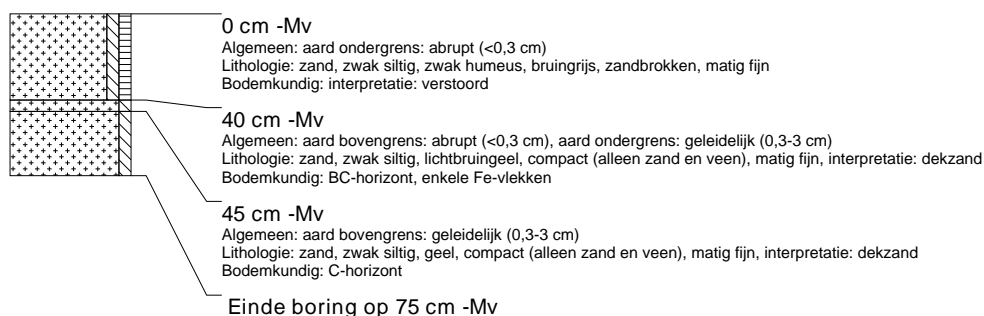 0 cm -Mv
Algemeen: aard ondergrens: abrupt (<0,3 cm)
Lithologie: zand, zwak siltig, zwak humeus, bruingrijs, zandbrokken, matig fijn
Bodemkundig: interpretatie: verstoord
40 cm -Mv
Algemeen: aard bovengrens: abrupt (<0,3 cm), aard ondergrens: geleidelijk (0,3-3 cm)
Lithologie: zand, zwak siltig, lichtbruingeel, compact (alleen zand en veen), matig fijn, interpretatie: dekzand
Bodemkundig: BC-horizont, enkele Fe-vlekken
45 cm -Mv
Algemeen: aard bovengrens: geleidelijk (0,3-3 cm)
Lithologie: zand, zwak siltig, geel, compact (alleen zand en veen), matig fijn, interpretatie: dekzand
Bodemkundig: C-horizont
Einde boring op 75 cm -Mv